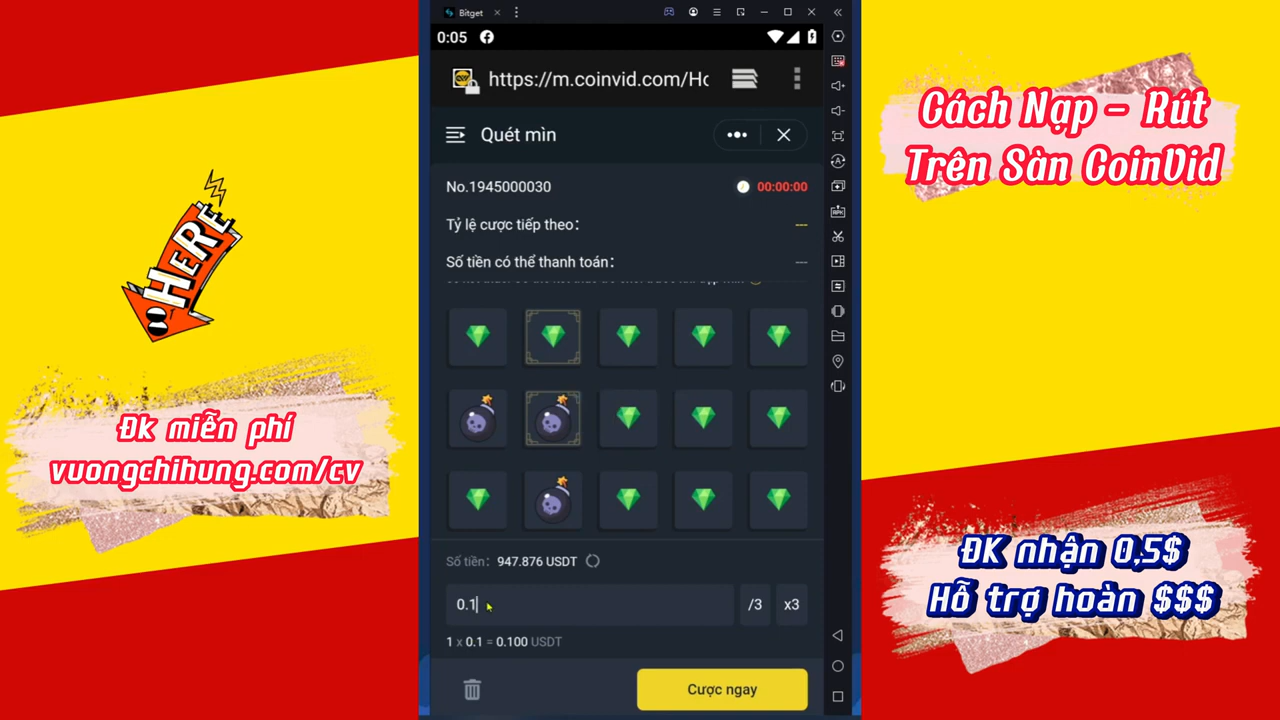 Bitget
0:05
https://m.coinvid.com/Ho
Quét mìn
No.1945000030
00:00:00
Tỷ lệ cược tiếp theo:
---
Số tiền có thể thanh toán:
---
Số tiền: 947.876 USDT
0.1
/3
x3
1 x 0.1 = 0.100 USDT
Cược ngay
HERE
Đk miễn phí
vuongchihung.com/cv
Cách Nạp - Rút
Trên Sàn CoinVid
ĐK nhận 0,5$
Hỗ trợ hoàn $$$